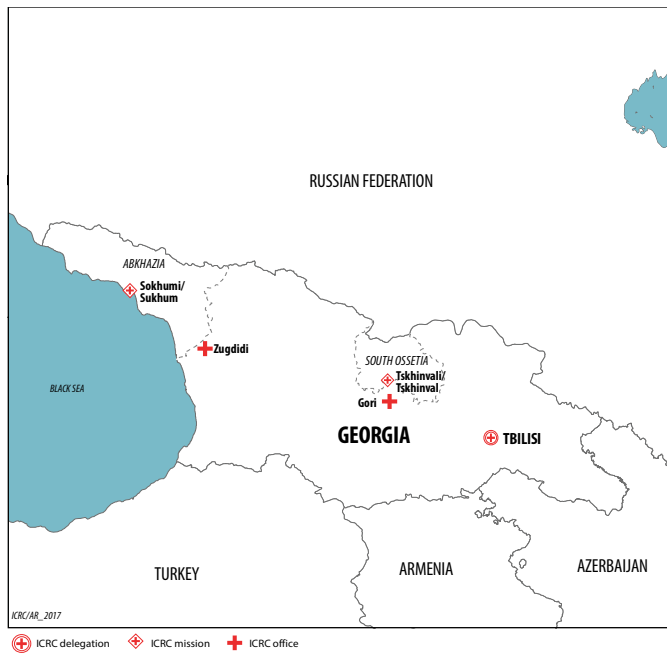 RUSSIAN FEDERATION
ABKHAZIA
Sokhumi/
Sukhum
Zugdidi
SOUTH OSSETIA
Tskhinvali/
Tskhinval
BLACK SEA
Gori
GEORGIA
TBILISI
TURKEY
ARMENIA
AZERBAIJAN
ICRC/AR_2017
ICRC delegation
ICRC mission
ICRC office